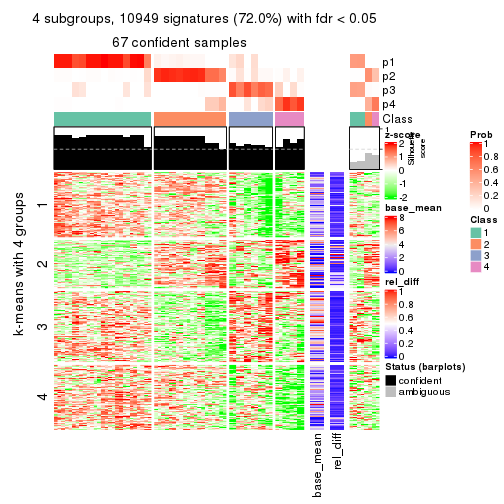 4 subgroups, 10949 signatures (72.0%) with fdr < 0.05
67 confident samples
p1
p2
p3
p4
Class
1
Silhouette
score
k-means with 4 groups
1
2
3
4
base_mean
rel_diff
z-score
2
1
0
-1
-2
base_mean
8
6
4
2
0
rel_diff
1
0.8
0.6
0.4
0.2
0
Status (barplots)
confident
ambiguous
Prob
1
0.8
0.6
0.4
0.2
0
Class
1
2
3
4